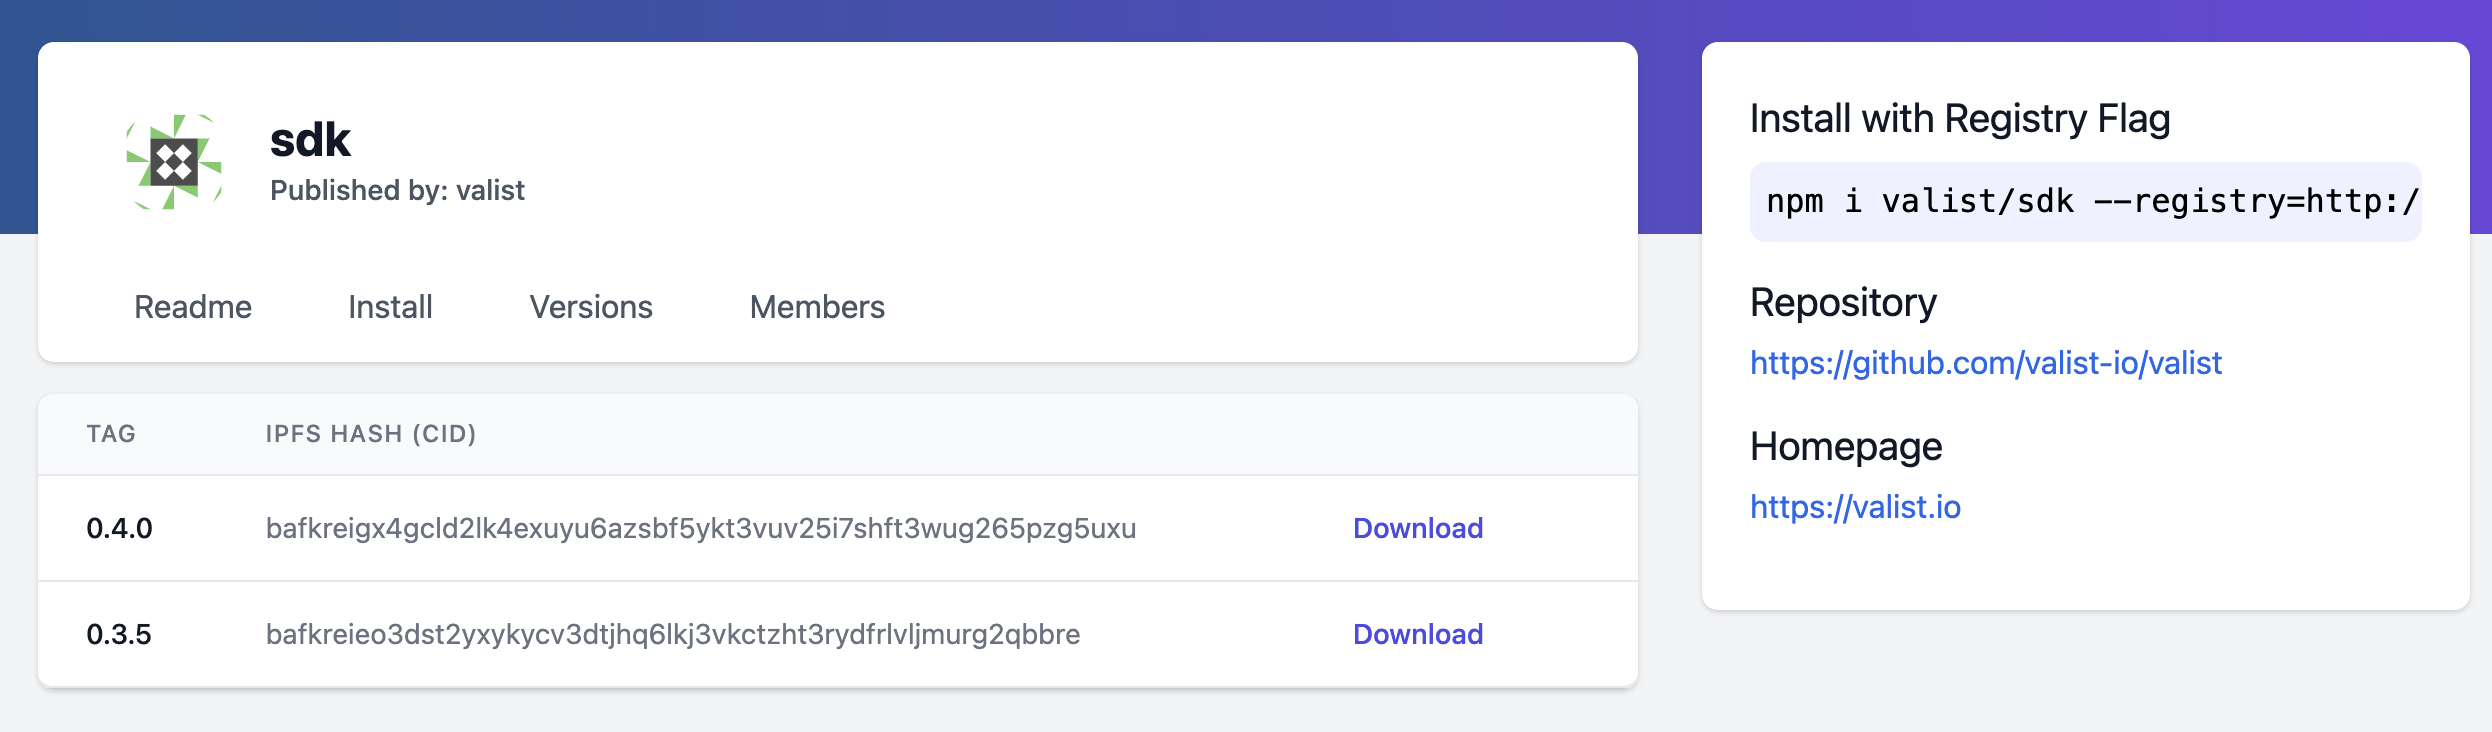 sdk
Published by: valist
Readme Install Versions Members
TAG IPFS HASH (CID)
0.4.0 bafkreigx4gcld2lk4exuyu6azsbf5ykt3vuv25i7shft3wug265pzg5uxu Download
0.3.5 bafkreieo3dst2yxykycv3dtjhq6lkj3vkctzht3rydfrlvljmurg2qbbre Download
Install with Registry Flag
npm i valist/sdk --registry=http:/
Repository
https://github.com/valist-io/valist
Homepage
https://valist.io